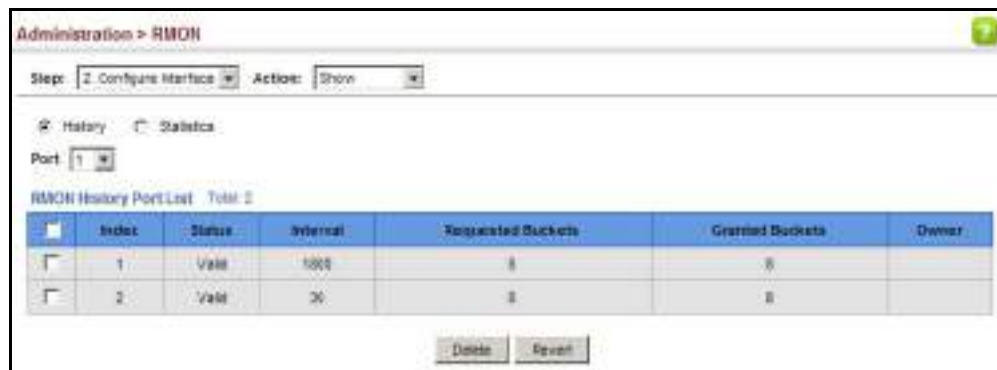 Administration > RMON
?
Step: 2. Configure Interface Action: Show
History Statistics
Port 1
RMON History Port List Total: 2
Index Status Interval Requested Buckets Granted Buckets Owner
1 Valid 1800 8 8
2 Valid 30 8 8
Delete Revert